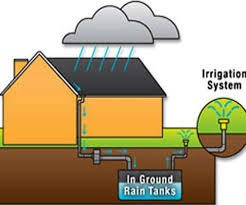 Irrigation
System
In Ground
Rain Tanks